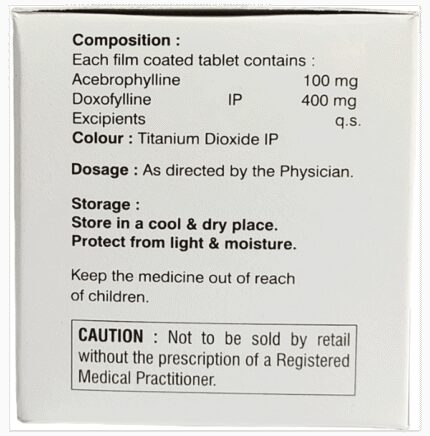 Composition :
Each film coated tablet contains :
Acebrophylline 100 mg
Doxofylline IP 400 mg
Excipients q.s.
Colour : Titanium Dioxide IP
Dosage : As directed by the Physician.
Storage :
Store in a cool & dry place.
Protect from light & moisture.
Keep the medicine out of reach
of children.
CAUTION : Not to be sold by retail
without the prescription of a Registered
Medical Practitioner.